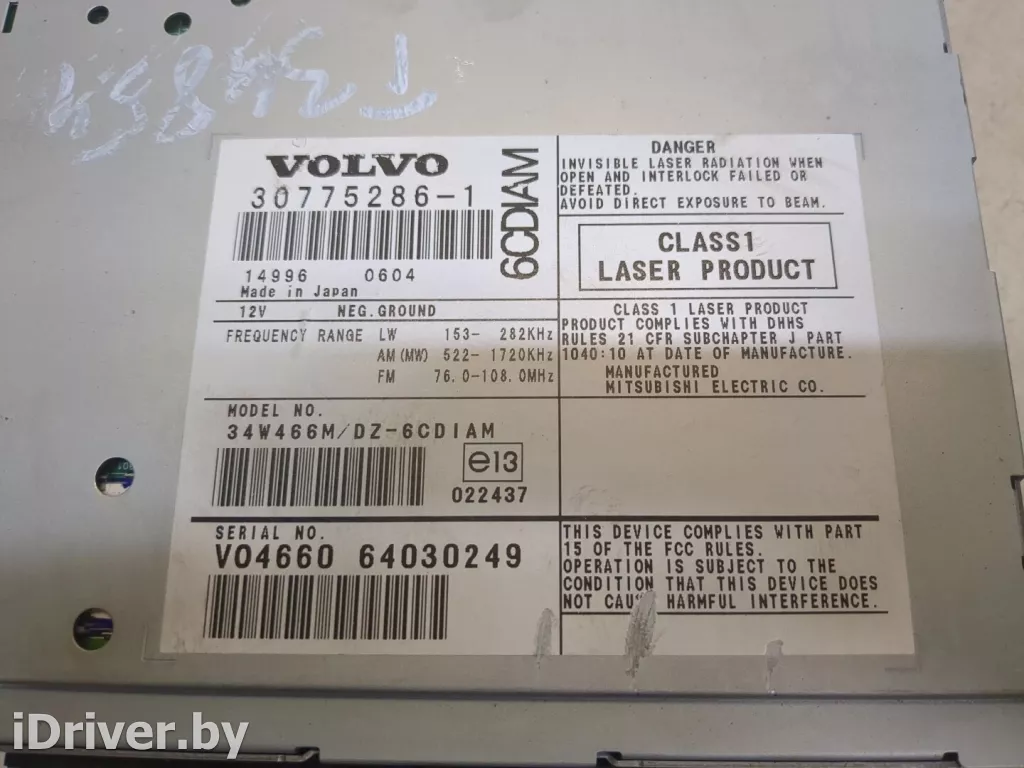 VOLVO
30775286-1
14996 0604
Made in Japan
6CDIAM
DANGER
INVISIBLE LASER RADIATION WHEN
OPEN AND INTERLOCK FAILED OR
DEFEATED.
AVOID DIRECT EXPOSURE TO BEAM.
CLASS1
LASER PRODUCT
12V NEG.GROUND
FREQUENCY RANGE LW 153- 282KHz
AM (MW) 522- 1720KHz
FM 76.0-108.0MHz
CLASS 1 LASER PRODUCT
PRODUCT COMPLIES WITH DHHS
RULES 21 CFR SUBCHAPTER J PART
1040:10 AT DATE OF MANUFACTURE.
MANUFACTURED
MITSUBISHI ELECTRIC CO.
MODEL NO.
34W466M/DZ-6CDIAM
e13
022437
SERIAL NO.
VO4660 64030249
THIS DEVICE COMPLIES WITH PART
15 OF THE FCC RULES.
OPERATION IS SUBJECT TO THE
CONDITION THAT THIS DEVICE DOES
NOT HARMFUL INTERFERENCE.
iDriver.by